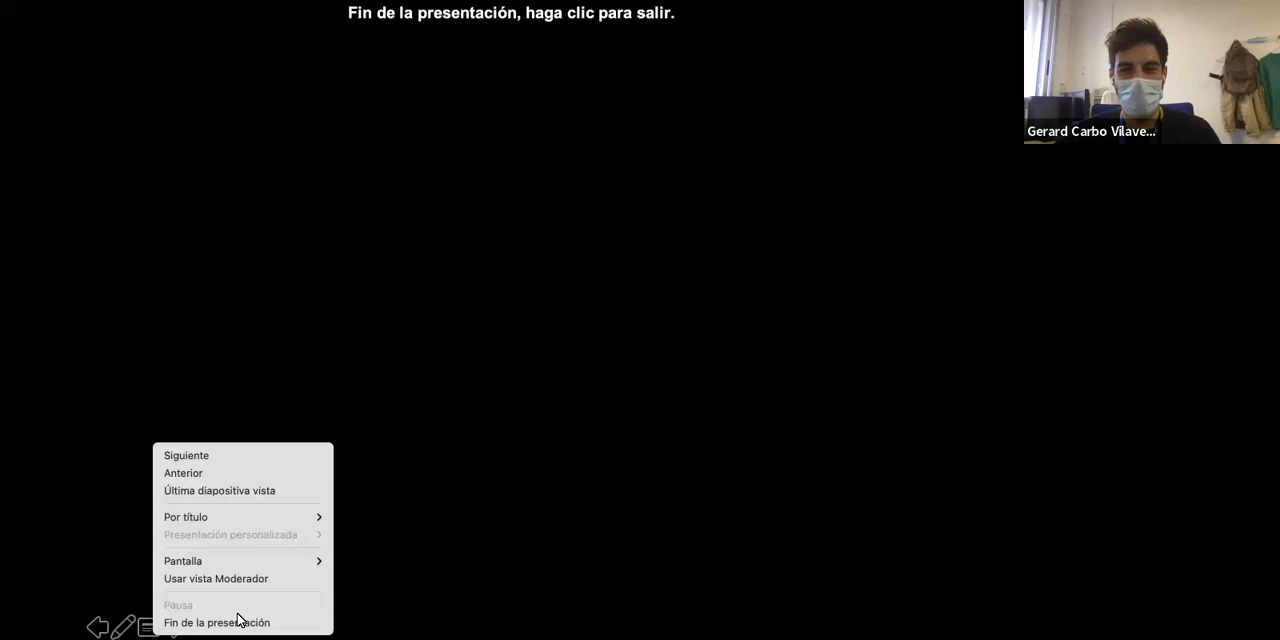 Fin de la presentación, haga clic para salir.
Gerard Carbo Vilave...
Siguiente
Anterior
Última diapositiva vista
Por título
Presentación personalizada
Pantalla
Usar vista Moderador
Pausa
Fin de la presentación